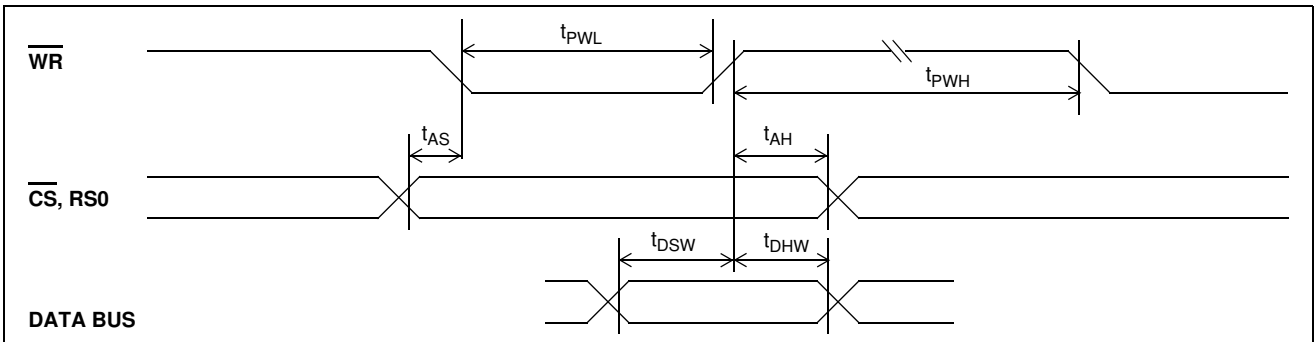 WR
tPWL
tPWH
tAS
tAH
CS, RS0
tDSW
tDHW
DATA BUS